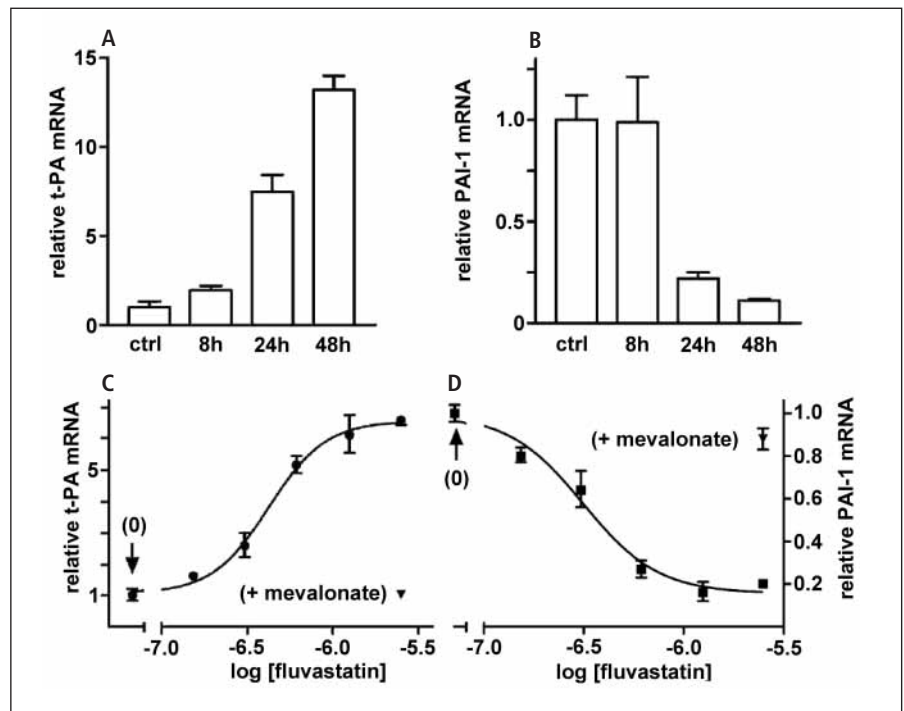 A
relative t-PA mRNA
15
10
5
0
ctrl 8h 24h 48h
B
relative PAI-1 mRNA
1.0
0.5
0
ctrl 8h 24h 48h
C
relative t-PA mRNA
5
1
(0)
(+ mevalonate)
-7.0 -6.5 -6.0 -5.5
log [fluvastatin]
D
(0)
(+ mevalonate)
1.0
0.8
0.6
0.4
0.2
relative PAI-1 mRNA
-7.0 -6.5 -6.0 -5.5
log [fluvastatin]